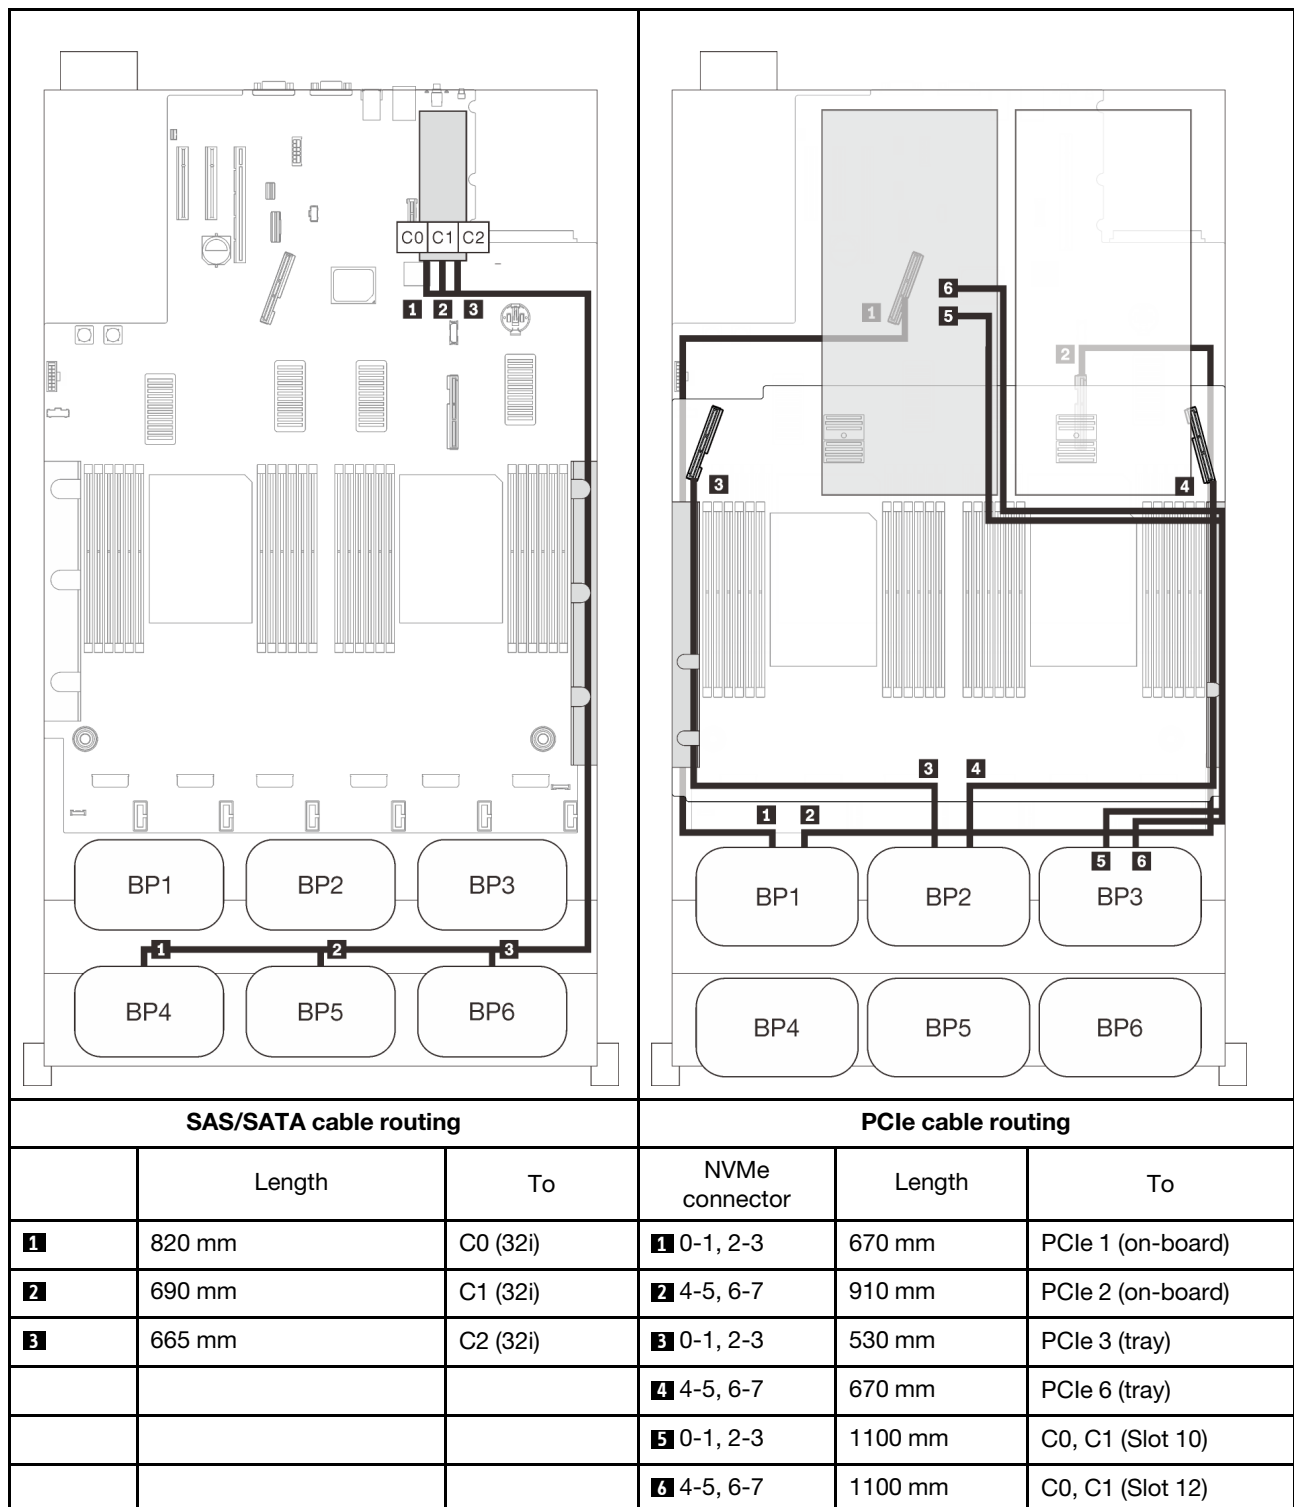 C0 C1 C2
1 2 3
BP1 BP2 BP3
1 2 3
BP4 BP5 BP6
6
1 5
2
3 4
3 4
1 2
5 6
BP1 BP2 BP3
BP4 BP5 BP6
SAS/SATA cable routing PCIe cable routing
Length To NVMe connector Length To
1 820 mm C0 (32i) 1 0-1, 2-3 670 mm PCIe 1 (on-board)
2 690 mm C1 (32i) 2 4-5, 6-7 910 mm PCIe 2 (on-board)
3 665 mm C2 (32i) 3 0-1, 2-3 530 mm PCIe 3 (tray)
4 4-5, 6-7 670 mm PCIe 6 (tray)
5 0-1, 2-3 1100 mm C0, C1 (Slot 10)
6 4-5, 6-7 1100 mm C0, C1 (Slot 12)